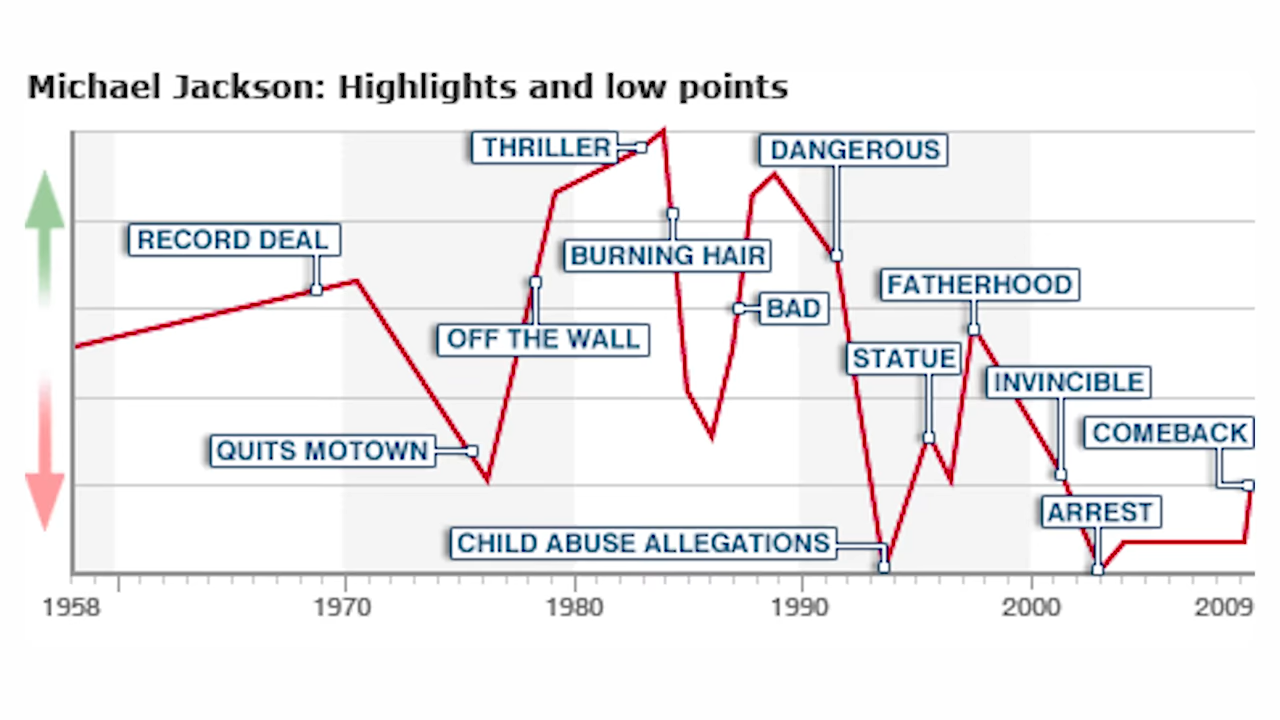 Michael Jackson: Highlights and low points
THRILLER
DANGEROUS
RECORD DEAL
BURNING HAIR
FATHERHOOD
BAD
OFF THE WALL
STATUE
INVINCIBLE
COMEBACK
QUITS MOTOWN
ARREST
CHILD ABUSE ALLEGATIONS
1958 1970 1980 1990 2000 2009